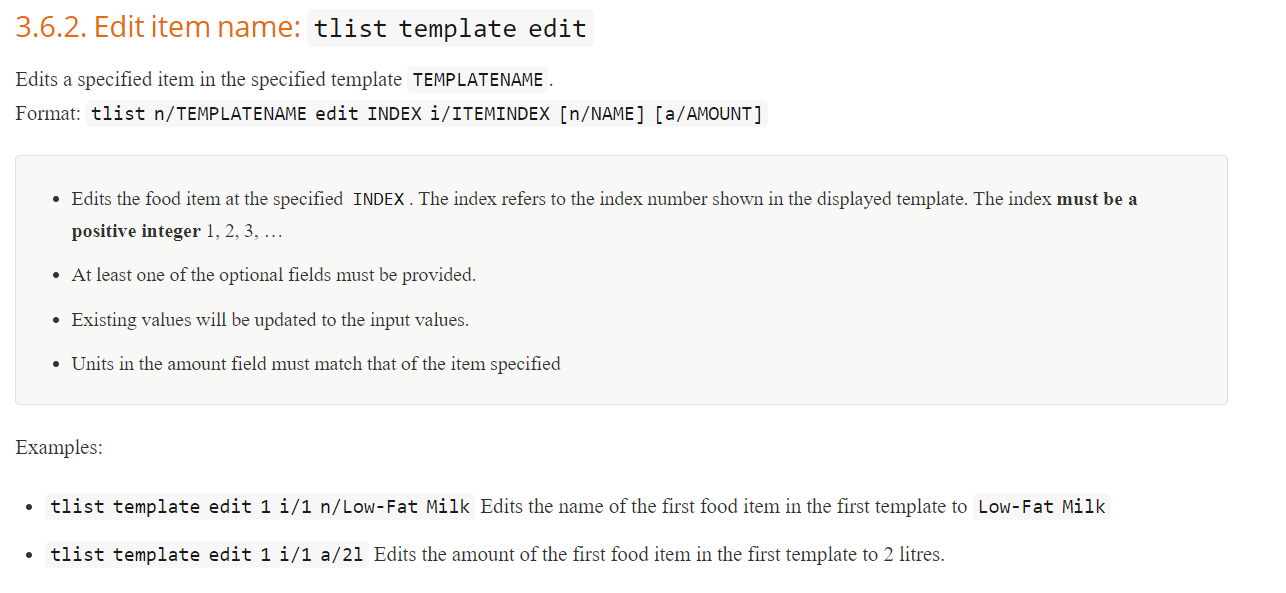 3.6.2. Edit item name: tlist template edit
Edits a specified item in the specified template TEMPLATENAME .
Format: tlist n/TEMPLATENAME edit INDEX i/ITEMINDEX [n/NAME] [a/AMOUNT]
• Edits the food item at the specified INDEX . The index refers to the index number shown in the displayed template. The index must be a
positive integer 1, 2, 3, …
• At least one of the optional fields must be provided.
• Existing values will be updated to the input values.
• Units in the amount field must match that of the item specified
Examples:
• tlist template edit 1 i/1 n/Low-Fat Milk Edits the name of the first food item in the first template to Low-Fat Milk
• tlist template edit 1 i/1 a/2l Edits the amount of the first food item in the first template to 2 litres.